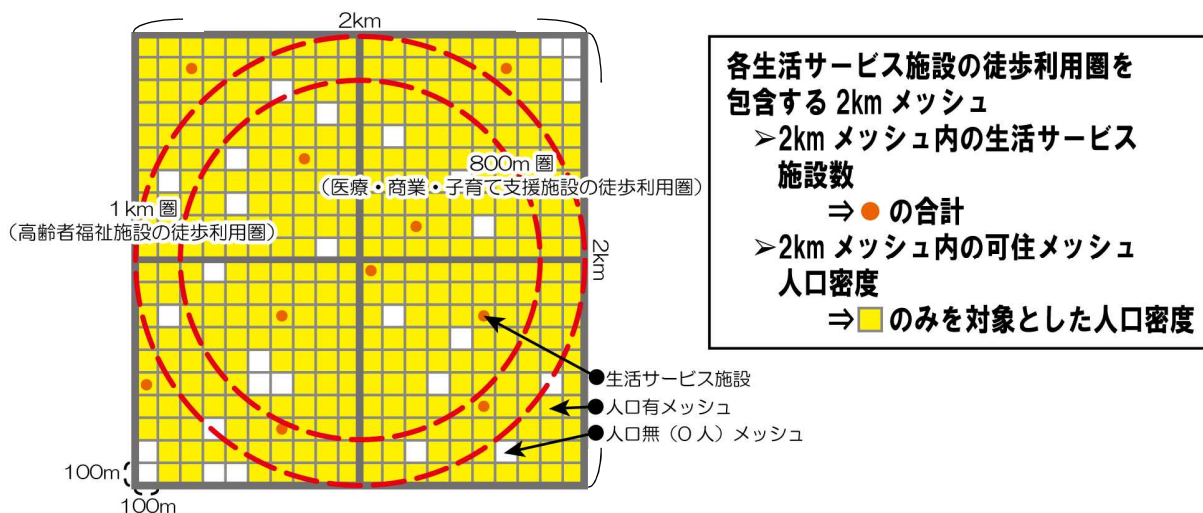 2km
800m 圏
（医療・商業・子育て支援施設の徒歩利用圏）
1km 圏
（高齢者福祉施設の徒歩利用圏）
2km
生活サービス施設
人口有メッシュ
人口無（0 人）メッシュ
100m
100m
各生活サービス施設の徒歩利用圏を
包含する 2km メッシュ
➢2km メッシュ内の生活サービス
施設数
⇒● の合計
➢2km メッシュ内の可住メッシュ
人口密度
⇒□のみを対象とした人口密度